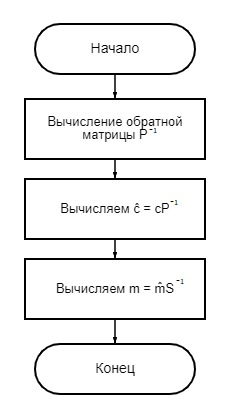 Начало
Вычисление обратной
матрицы P⁻¹
Вычисляем ĉ = cP⁻¹
Вычисляем m = m̂S⁻¹
Конец